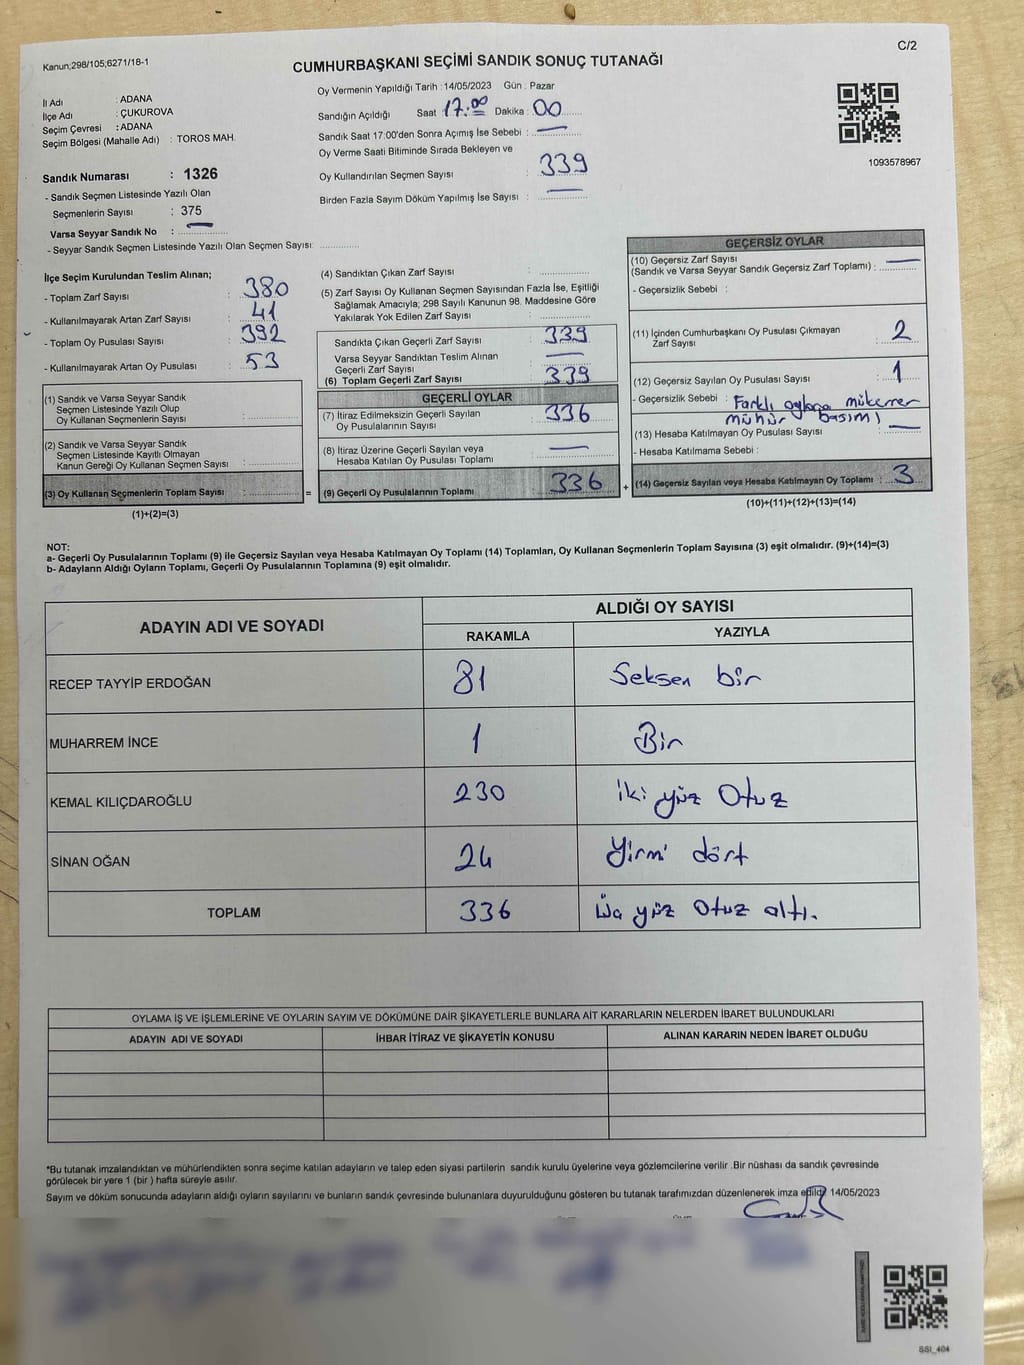 C/2
Kanun;298/105,6271/18-1
CUMHURBAŞKANI SEÇİMİ SANDIK SONUÇ TUTANAĞI
İl Adı : ADANA
İlçe Adı : ÇUKUROVA
Seçim Çevresi : ADANA
Seçim Bölgesi (Mahalle Adı) : TOROS MAH.
Sandık Numarası : 1326
- Sandık Seçmen Listesinde Yazılı Olan
Seçmenlerin Sayısı : 375
Varsa Seyyar Sandık No : —
- Seyyar Sandık Seçmen Listesinde Yazılı Olan Seçmen Sayısı:
Oy Vermenin Yapıldığı Tarih :14/05/2023 Gün : Pazar
Sandığın Açıldığı Saat 17.00 Dakika : 00
Sandık Saat 17:00'den Sonra Açımış İse Sebebi : —
Oy Verme Saati Bitiminde Sırada Bekleyen ve
Oy Kullandırılan Seçmen Sayısı : 339
Birden Fazla Sayım Döküm Yapılmış İse Sayısı : —
1093578967
İlçe Seçim Kurulundan Teslim Alınan;
- Toplam Zarf Sayısı : 380
- Kullanılmayarak Artan Zarf Sayısı : 41
- Toplam Oy Pusulası Sayısı : 392
- Kullanılmayarak Artan Oy Pusulası : 53
(1) Sandık ve Varsa Seyyar Sandık
Seçmen Listesinde Yazılı Olup
Oy Kullanan Seçmenlerin Sayısı :
(2) Sandık ve Varsa Seyyar Sandık
Seçmen Listesinde Kayıtlı Olmayan
Kanun Gereği Oy Kullanan Seçmen Sayısı :
(3) Oy Kullanan Seçmenlerin Toplam Sayısı :
(1)+(2)=(3)
=
(4) Sandıktan Çıkan Zarf Sayısı :
(5) Zarf Sayısı Oy Kullanan Seçmen Sayısından Fazla İse, Eşitliği
Sağlamak Amacıyla; 298 Sayılı Kanunun 98. Maddesine Göre
Yakılarak Yok Edilen Zarf Sayısı :
Sandıkta Çıkan Geçerli Zarf Sayısı : 339
Varsa Seyyar Sandıktan Teslim Alınan
Geçerli Zarf Sayısı : —
(6) Toplam Geçerli Zarf Sayısı : 339
GEÇERLİ OYLAR
(7) İtiraz Edilmeksizin Geçerli Sayılan
Oy Pusulalarının Sayısı : 336
(8) İtiraz Üzerine Geçerli Sayılan veya
Hesaba Katılan Oy Pusulası Toplamı : —
(9) Geçerli Oy Pusulalarının Toplamı : 336
+
GEÇERSİZ OYLAR
(10) Geçersiz Zarf Sayısı
(Sandık ve Varsa Seyyar Sandık Geçersiz Zarf Toplamı) : —
- Geçersizlik Sebebi :
(11) İçinden Cumhurbaşkanı Oy Pusulası Çıkmayan
Zarf Sayısı : 2
(12) Geçersiz Sayılan Oy Pusulası Sayısı : 1
- Geçersizlik Sebebi : Farklı mükerrer
mühür basımı
(13) Hesaba Katılmayan Oy Pusulası Sayısı : —
- Hesaba Katılmama Sebebi :
(14) Geçersiz Sayılan veya Hesaba Katılmayan Oy Toplamı : 3
(10)+(11)+(12)+(13)=(14)
NOT:
a- Geçerli Oy Pusulalarının Toplamı (9) ile Geçersiz Sayılan veya Hesaba Katılmayan Oy Toplamı (14) Toplamları, Oy Kullanan Seçmenlerin Toplam Sayısına (3) eşit olmalıdır. (9)+(14)=(3)
b- Adayların Aldığı Oyların Toplamı, Geçerli Oy Pusulalarının Toplamına (9) eşit olmalıdır.
ADAYIN ADI VE SOYADI
ALDIĞI OY SAYISI
RAKAMLA YAZIYLA
RECEP TAYYİP ERDOĞAN 81 Seksen bir
MUHARREM İNCE 1 Bir
KEMAL KILIÇDAROĞLU 230 iki yüz Otuz
SİNAN OĞAN 24 Yirmi dört
TOPLAM 336 Üç yüz Otuz altı.
OYLAMA İŞ VE İŞLEMLERİNE VE OYLARIN SAYIM VE DÖKÜMÜNE DAİR ŞİKAYETLERLE BUNLARA AİT KARARLARIN NELERDEN İBARET BULUNDUKLARI
ADAYIN ADI VE SOYADI İHBAR İTİRAZ VE ŞİKAYETİN KONUSU ALINAN KARARIN NEDEN İBARET OLDUĞU
*Bu tutanak imzalandıktan ve mühürlendikten sonra seçime katılan adayların ve talep eden siyasi partilerin sandık kurulu üyelerine veya gözlemcilerine verilir .Bir nüshası da sandık çevresinde
görülecek bir yere 1 (bir ) hafta süreyle asılır.
Sayım ve döküm sonucunda adayların aldığı oyların sayılarını ve bunların sandık çevresinde bulunanlara duyurulduğunu gösteren bu tutanak tarafımızdan düzenlenerek imza edildi. 14/05/2023
SSI_404